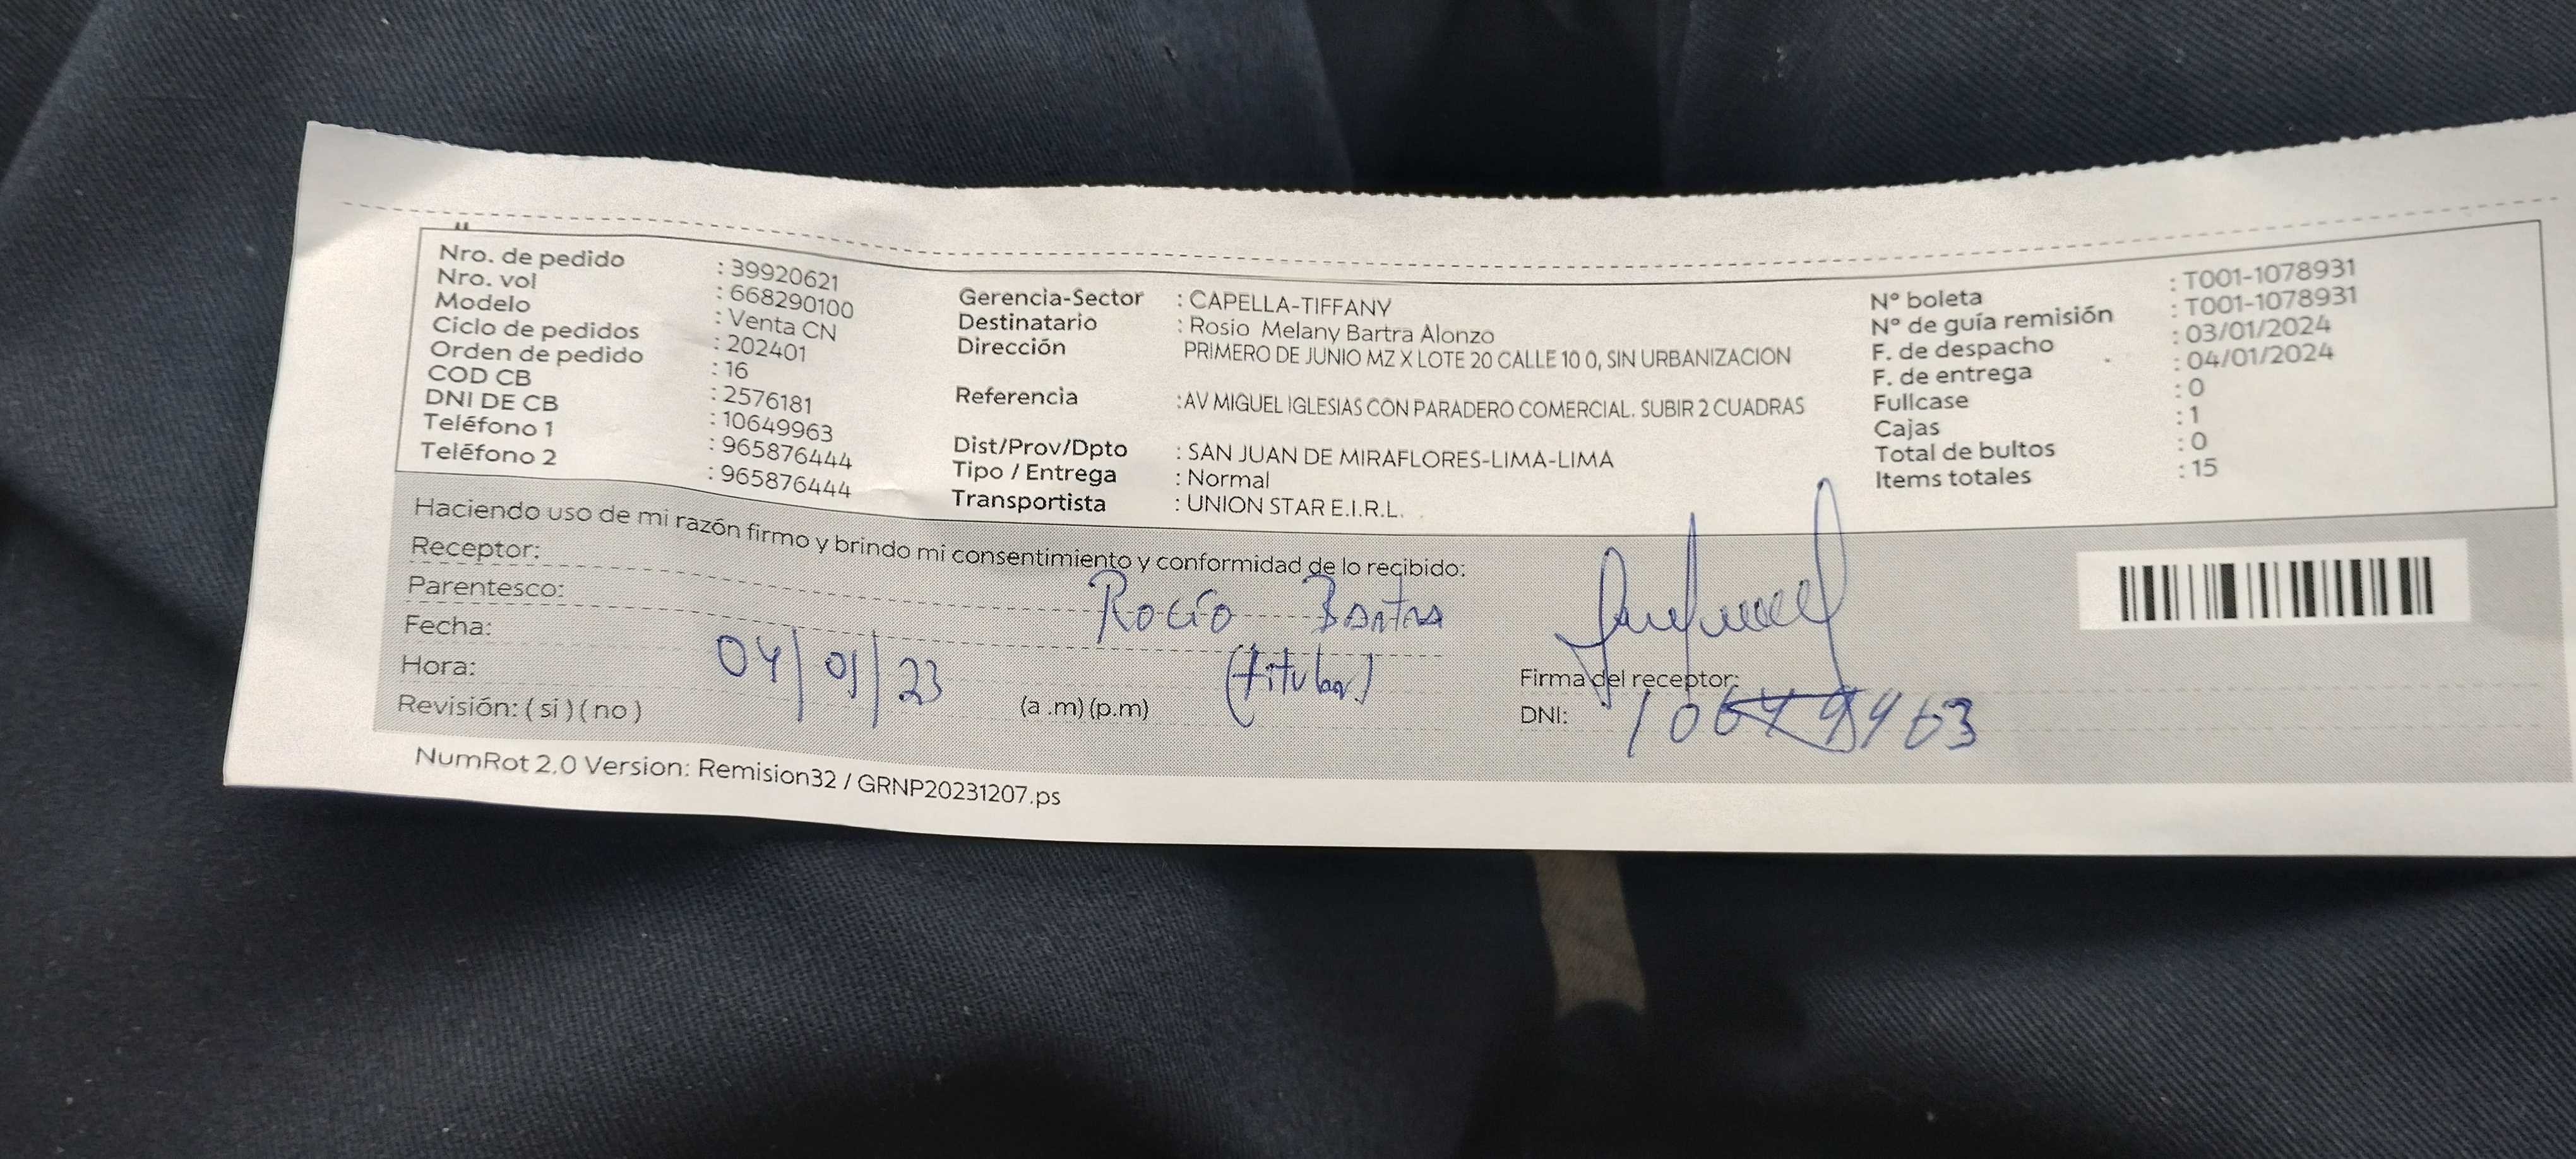 Nro. de pedido : 39920621
Nro. vol : 668290100
Modelo : Venta CN
Ciclo de pedidos : 202401
Orden de pedido : 16
COD CB : 2576181
DNI DE CB : 10649963
Teléfono 1 : 965876444
Teléfono 2 : 965876444
Gerencia-Sector : CAPELLA-TIFFANY
Destinatario : Rosio Melany Bartra Alonzo
Dirección PRIMERO DE JUNIO MZ X LOTE 20 CALLE 10 0, SIN URBANIZACION
Referencia : AV MIGUEL IGLESIAS CON PARADERO COMERCIAL. SUBIR 2 CUADRAS
Dist/Prov/Dpto : SAN JUAN DE MIRAFLORES-LIMA-LIMA
Tipo / Entrega : Normal
Transportista : UNION STAR E.I.R.L.
N° boleta : T001-1078931
N° de guía remisión : T001-1078931
F. de despacho : 03/01/2024
F. de entrega : 04/01/2024
Fullcase : 0
Cajas : 1
Total de bultos : 0
Items totales : 15
Haciendo uso de mi razón firmo y brindo mi consentimiento y conformidad de lo recibido:
Receptor: Rocío Bartra
Parentesco: (titular)
Fecha: 04/01/23
Hora: (a .m) (p.m)
Revisión: ( si ) ( no )
Firma del receptor:
DNI:
NumRot 2.0 Version: Remision32 / GRNP20231207.ps